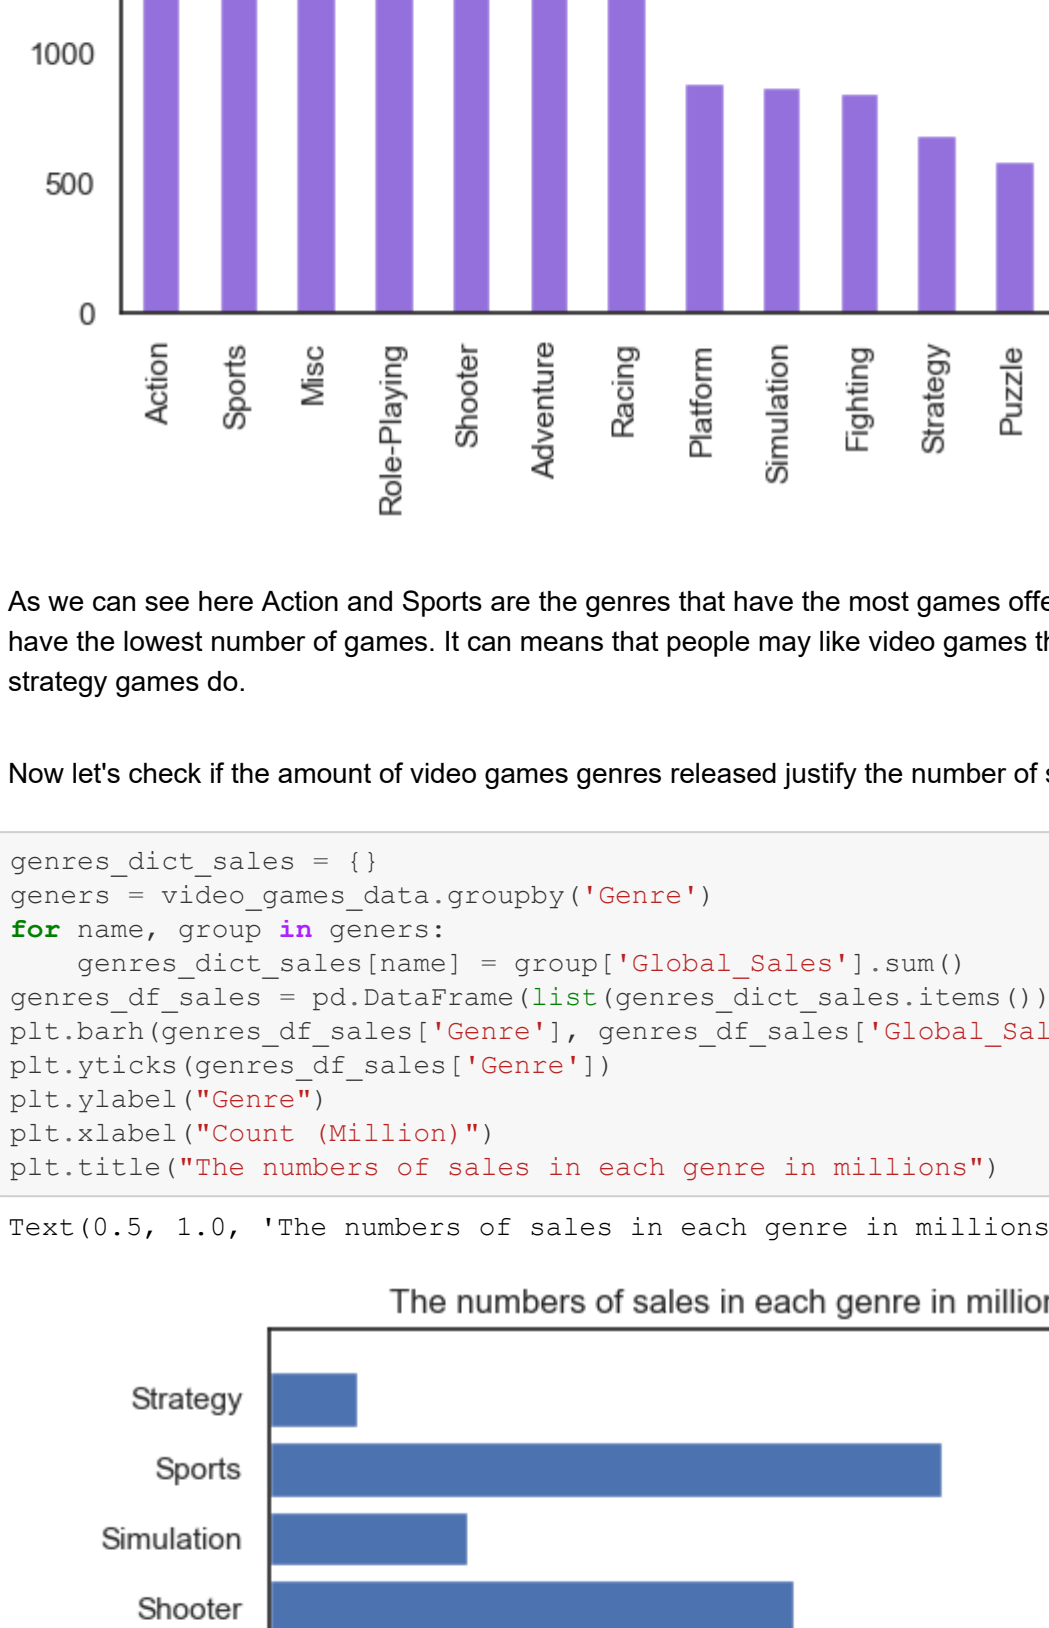 1000
500
0
Action
Sports
Misc
Role-Playing
Shooter
Adventure
Racing
Platform
Simulation
Fighting
Strategy
Puzzle
As we can see here Action and Sports are the genres that have the most games offe
have the lowest number of games. It can means that people may like video games th
strategy games do.
Now let's check if the amount of video games genres released justify the number of s
genres_dict_sales = {}
geners = video_games_data.groupby('Genre')
for name, group in geners:
    genres_dict_sales[name] = group['Global_Sales'].sum()
genres_df_sales = pd.DataFrame(list(genres_dict_sales.items())
plt.barh(genres_df_sales['Genre'], genres_df_sales['Global_Sal
plt.yticks(genres_df_sales['Genre'])
plt.ylabel("Genre")
plt.xlabel("Count (Million)")
plt.title("The numbers of sales in each genre in millions")
Text(0.5, 1.0, 'The numbers of sales in each genre in millions
The numbers of sales in each genre in million
Strategy
Sports
Simulation
Shooter